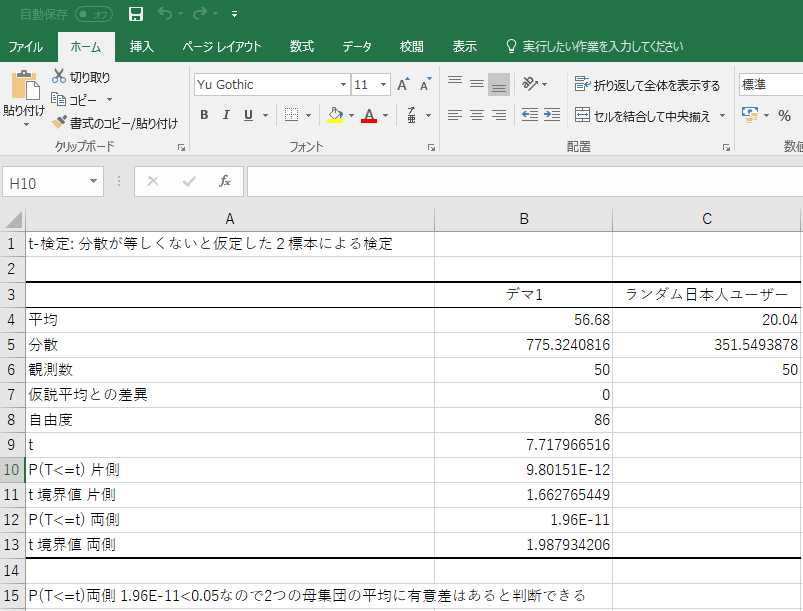 自動保存 オフ
ファイル ホーム 挿入 ページ レイアウト 数式 データ 校閲 表示 実行したい作業を入力してください
貼り付け
切り取り
コピー
書式のコピー/貼り付け
クリップボード
Yu Gothic 11
B I U
フォント
折り返して全体を表示する
セルを結合して中央揃え
配置
標準
%
数値
H10 fx
A B C
1 t-検定: 分散が等しくないと仮定した２標本による検定
2
3 デマ1 ランダム日本人ユーザー
4 平均 56.68 20.04
5 分散 775.3240816 351.5493878
6 観測数 50 50
7 仮説平均との差異 0
8 自由度 86
9 t 7.717966516
10 P(T<=t) 片側 9.80151E-12
11 t 境界値 片側 1.662765449
12 P(T<=t) 両側 1.96E-11
13 t 境界値 両側 1.987934206
14
15 P(T<=t)両側 1.96E-11<0.05なので2つの母集団の平均に有意差はあると判断できる